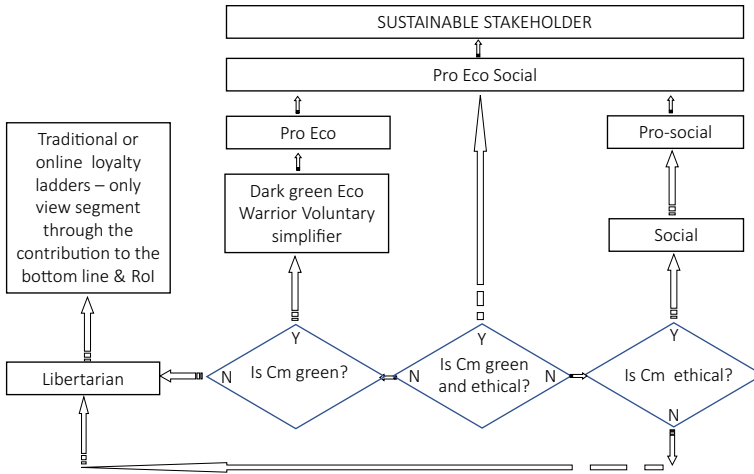 SUSTAINABLE STAKEHOLDER
Pro Eco Social
Traditional or
online loyalty
ladders – only
view segment
through the
contribution to the
bottom line & RoI
Pro Eco
Pro-social
Dark green Eco
Warrior Voluntary
simplifier
Social
Y
Y
Y
Libertarian
N
Is Cm green?
N
Is Cm green
and ethical?
N
Is Cm ethical?
N